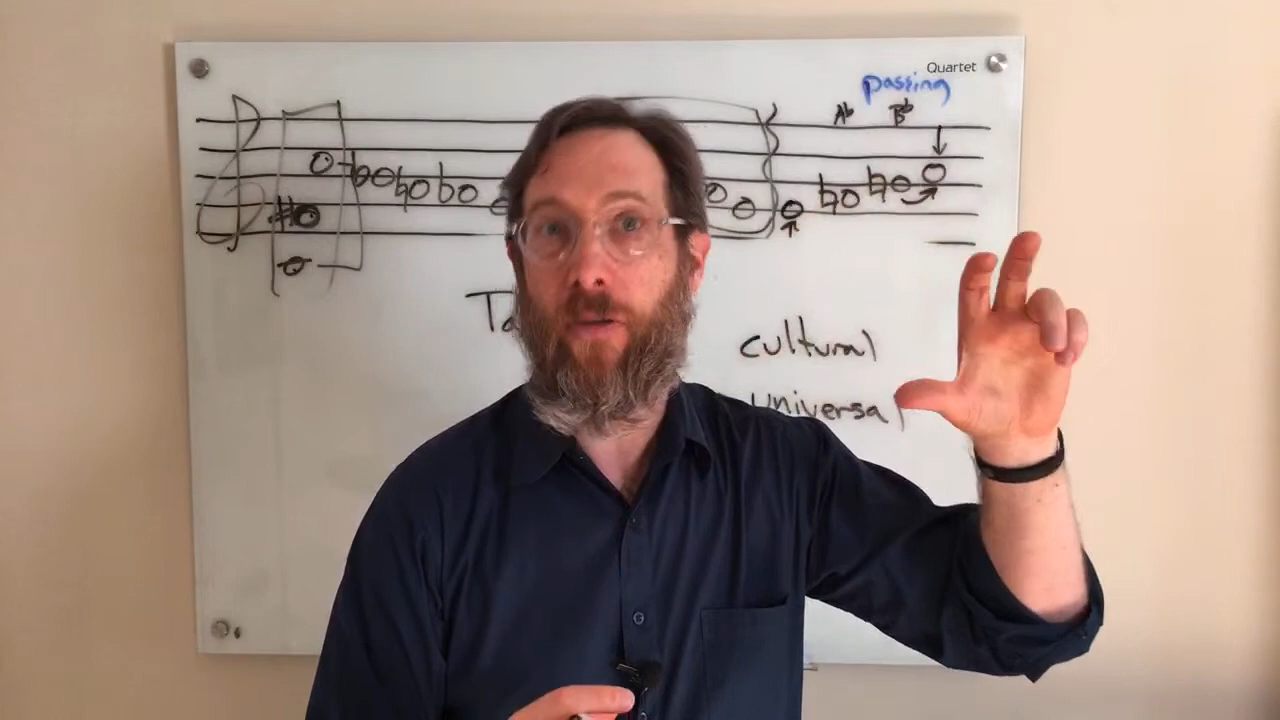 Quartet
passing
A♭ B♭
cultural
universal